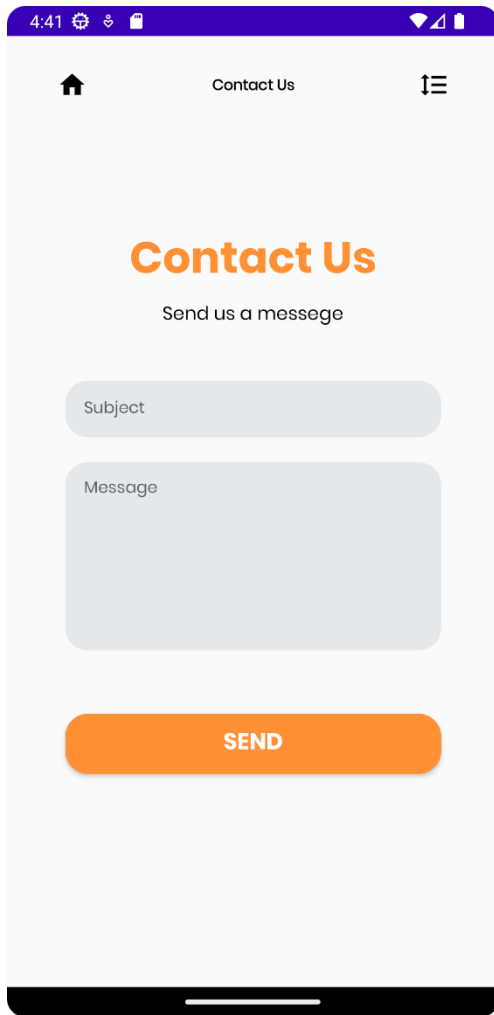 4:41
Contact Us
Contact Us
Send us a messege
Subject
Message
SEND